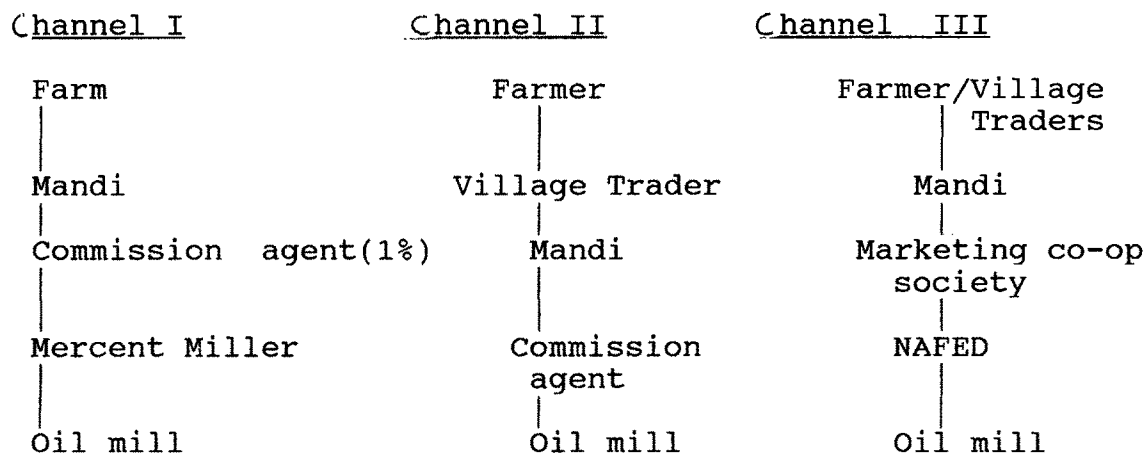 Channel I Channel II Channel III
Farm Farmer Farmer/Village
Traders
Mandi Village Trader Mandi
Commission agent(1%) Mandi Marketing co-op
society
Mercent Miller Commission NAFED
agent
Oil mill Oil mill Oil mill